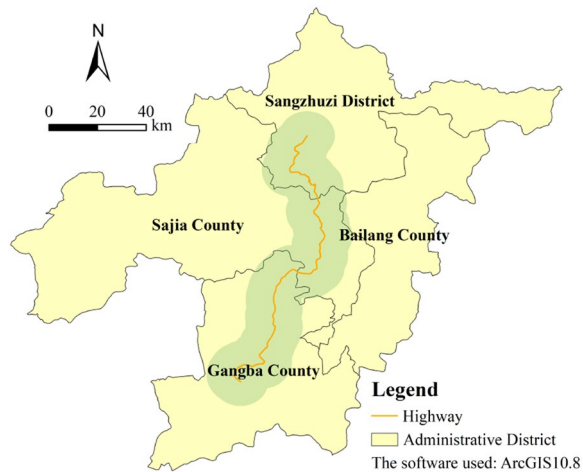 N
0 20 40
km
Sangzhuzi District
Sajia County
Bailang County
Gangba County
Legend
Highway
Administrative District
The software used: ArcGIS10.8